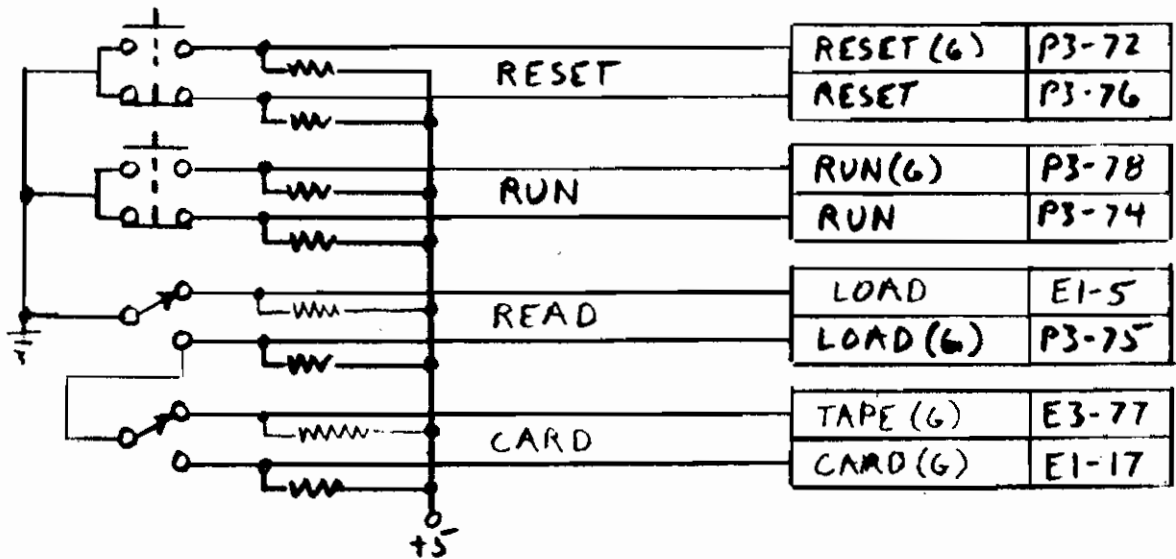 RESET(G) P3-72
RESET
RESET P3-76
RUN(G) P3-78
RUN
RUN P3-74
LOAD E1-5
READ
LOAD (G) P3-75
TAPE (G) E3-77
CARD
CARD(G) E1-17
+5